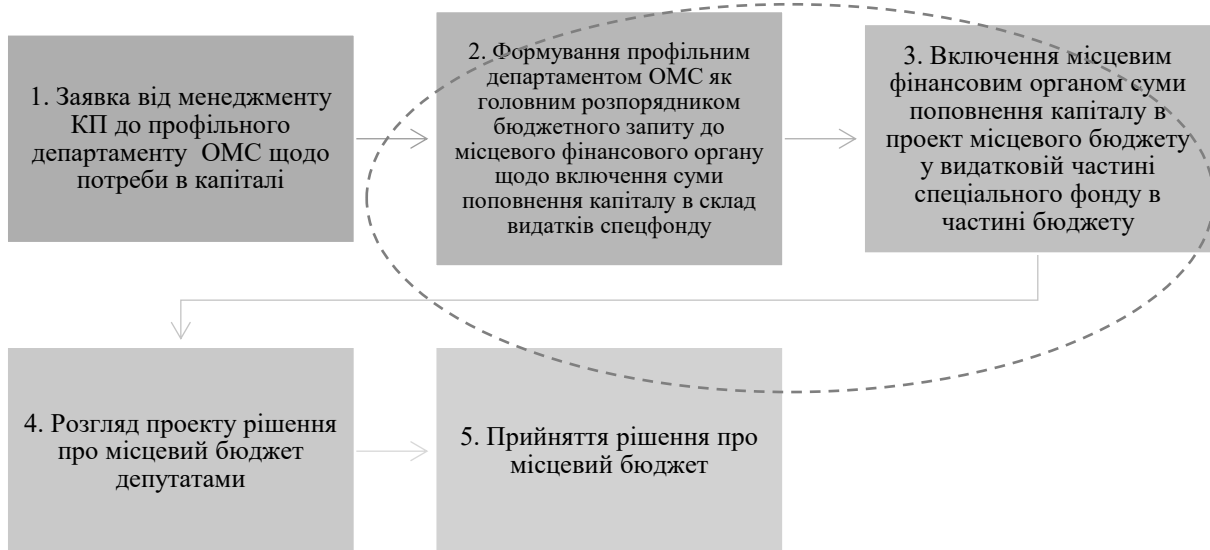 1. Заявка від менеджменту
КП до профільного
департаменту ОМС щодо
потреби в капіталі
2. Формування профільним
департаментом ОМС як
головним розпорядником
бюджетного запиту до
місцевого фінансового органу
щодо включення суми
поповнення капіталу в склад
видатків спецфонду
3. Включення місцевим
фінансовим органом суми
поповнення капіталу в
проект місцевого бюджету
у видатковій частині
спеціального фонду в
частині бюджету
4. Розгляд проекту рішення
про місцевий бюджет
депутатами
5. Прийняття рішення про
місцевий бюджет